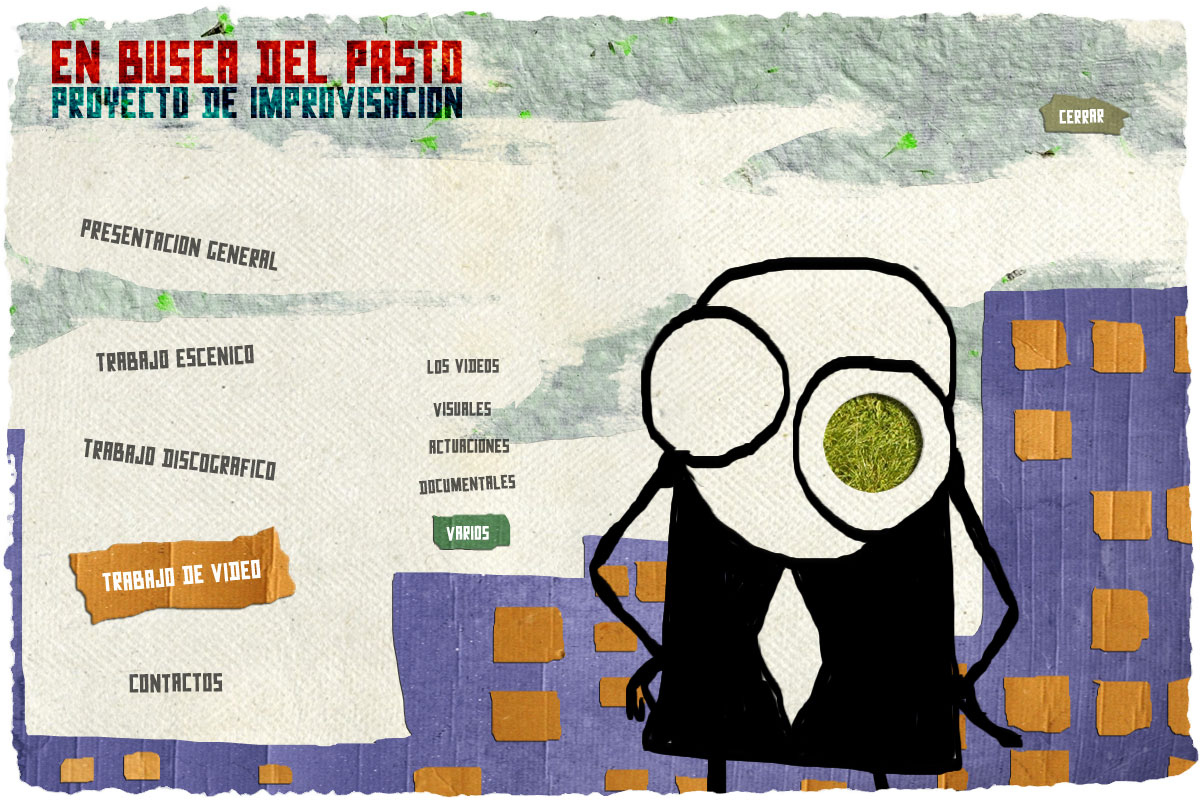 EN BUSCA DEL PASTO
PROYECTO DE IMPROVISACION
CERRAR
PRESENTACION GENERAL
TRABAJO ESCENICO
TRABAJO DISCOGRAFICO
TRABAJO DE VIDEO
CONTACTOS
LOS VIDEOS
VISUALES
ACTUACIONES
DOCUMENTALES
VARIOS